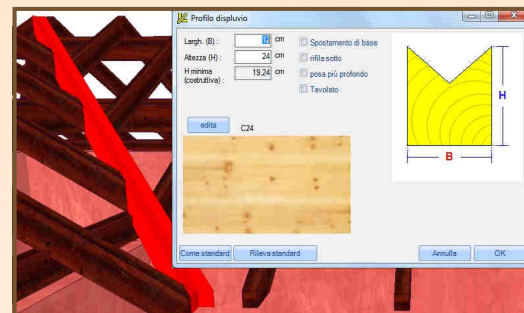 Profilo displuvio
Largh. (B) : 12 cm
Altezza (H) : 24 cm
H minima
(costruttiva) : 19,24 cm
Spostamento di base
rifila sotto
posa più profondo
Tavolato
edita C24
H
B
Come standard Rileva standard Annulla OK